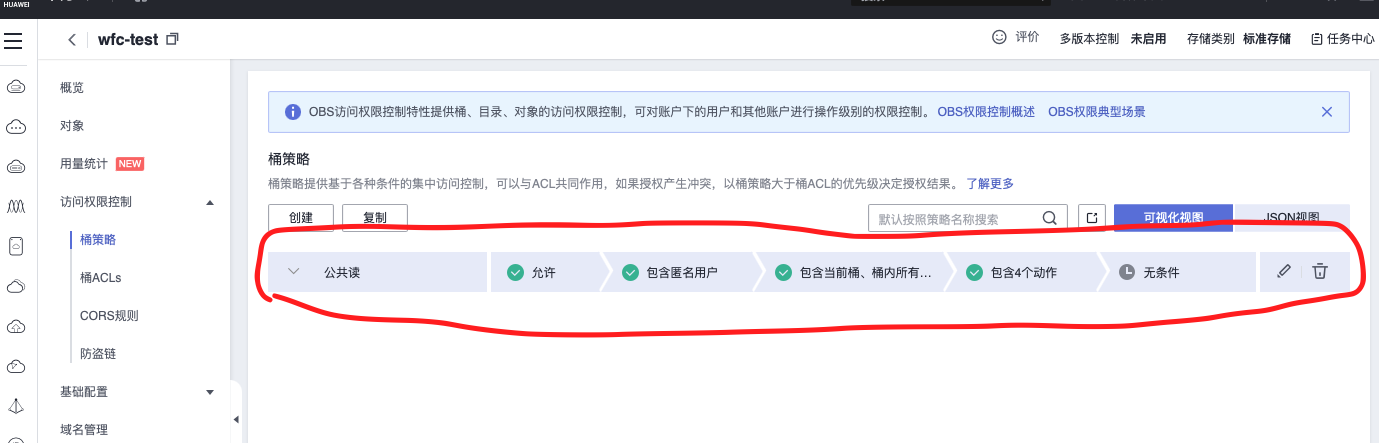 HUAWEI
wfc-test
评价
多版本控制 未启用
存储类别 标准存储
任务中心
概览
对象
用量统计 NEW
访问权限控制
桶策略
桶ACLs
CORS规则
防盗链
基础配置
域名管理
OBS访问权限控制特性提供桶、目录、对象的访问权限控制，可对账户下的用户和其他账户进行操作级别的权限控制。 OBS权限控制概述 OBS权限典型场景
桶策略
桶策略提供基于各种条件的集中访问控制，可以与ACL共同作用，如果授权产生冲突，以桶策略大于桶ACL的优先级决定授权结果。 了解更多
创建 复制 默认按照策略名称搜索 可视化视图 JSON视图
公共读 允许 包含匿名用户 包含当前桶、桶内所有... 包含4个动作 无条件